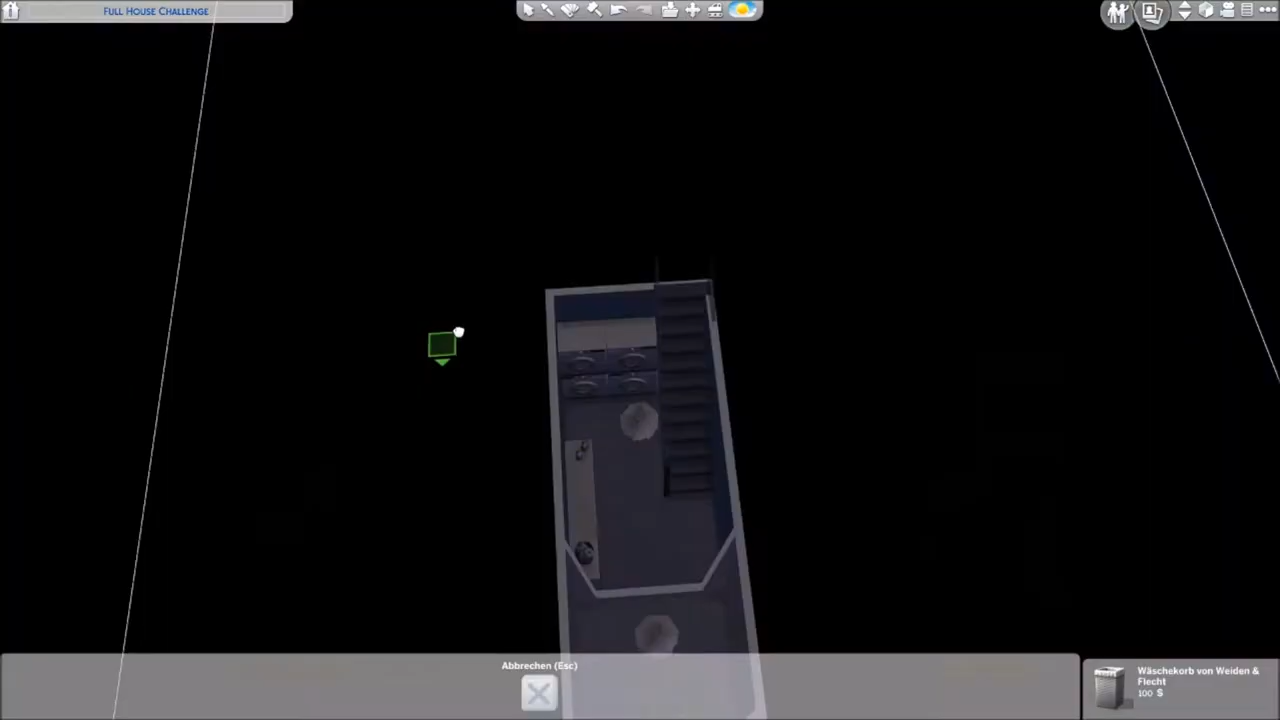 FULL HOUSE CHALLENGE
Abbrechen (Esc)
Wäschekorb von Weiden &
Flecht
100 $